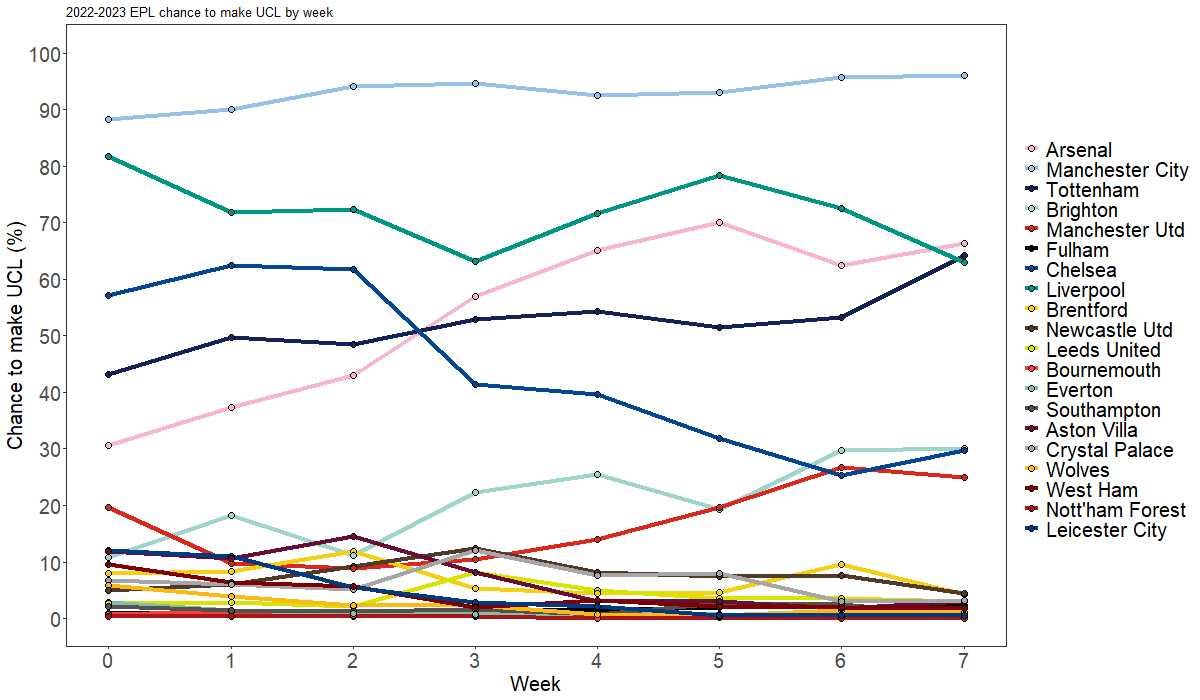 2022-2023 EPL chance to make UCL by week
Chance to make UCL (%)
100
90
80
70
60
50
40
30
20
10
0
0 1 2 3 4 5 6 7
Week
Arsenal
Manchester City
Tottenham
Brighton
Manchester Utd
Fulham
Chelsea
Liverpool
Brentford
Newcastle Utd
Leeds United
Bournemouth
Everton
Southampton
Aston Villa
Crystal Palace
Wolves
West Ham
Nott'ham Forest
Leicester City